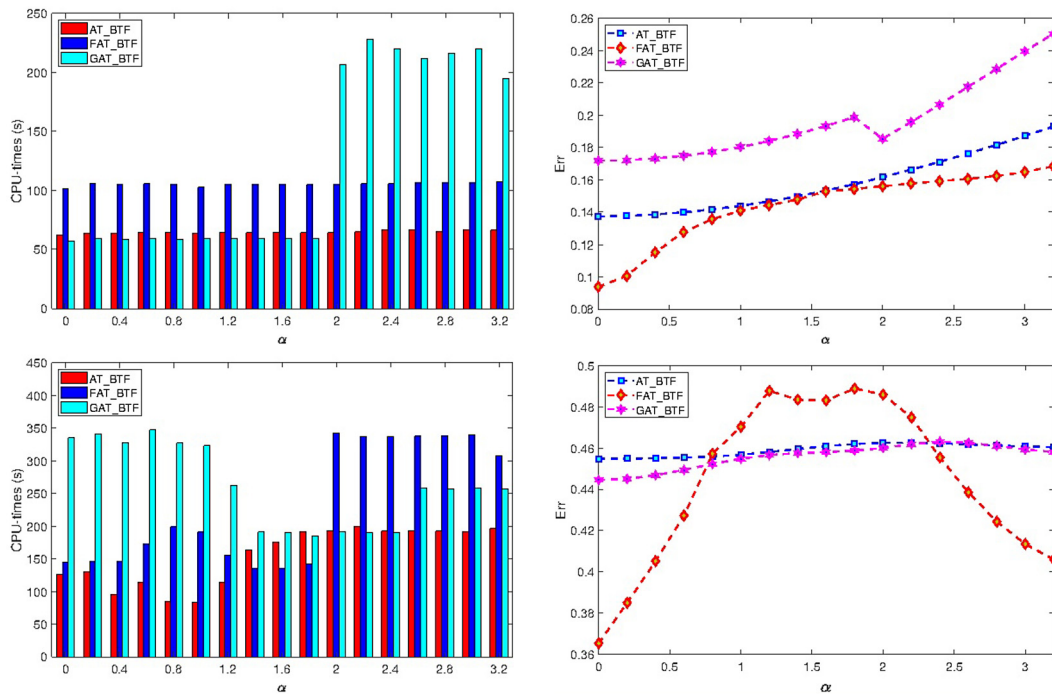 250
200
150
100
50
0
CPU-times (s)
AT_BTF
FAT_BTF
GAT_BTF
0 0.4 0.8 1.2 1.6 2 2.4 2.8 3.2
α
0.26
0.24
0.22
0.2
0.18
0.16
0.14
0.12
0.1
0.08
Err
AT_BTF
FAT_BTF
GAT_BTF
0 0.5 1 1.5 2 2.5 3
α
450
400
350
300
250
200
150
100
50
0
CPU-times (s)
AT_BTF
FAT_BTF
GAT_BTF
0 0.4 0.8 1.2 1.6 2 2.4 2.8 3.2
α
0.5
0.48
0.46
0.44
0.42
0.4
0.38
0.36
Err
AT_BTF
FAT_BTF
GAT_BTF
0 0.5 1 1.5 2 2.5 3
α